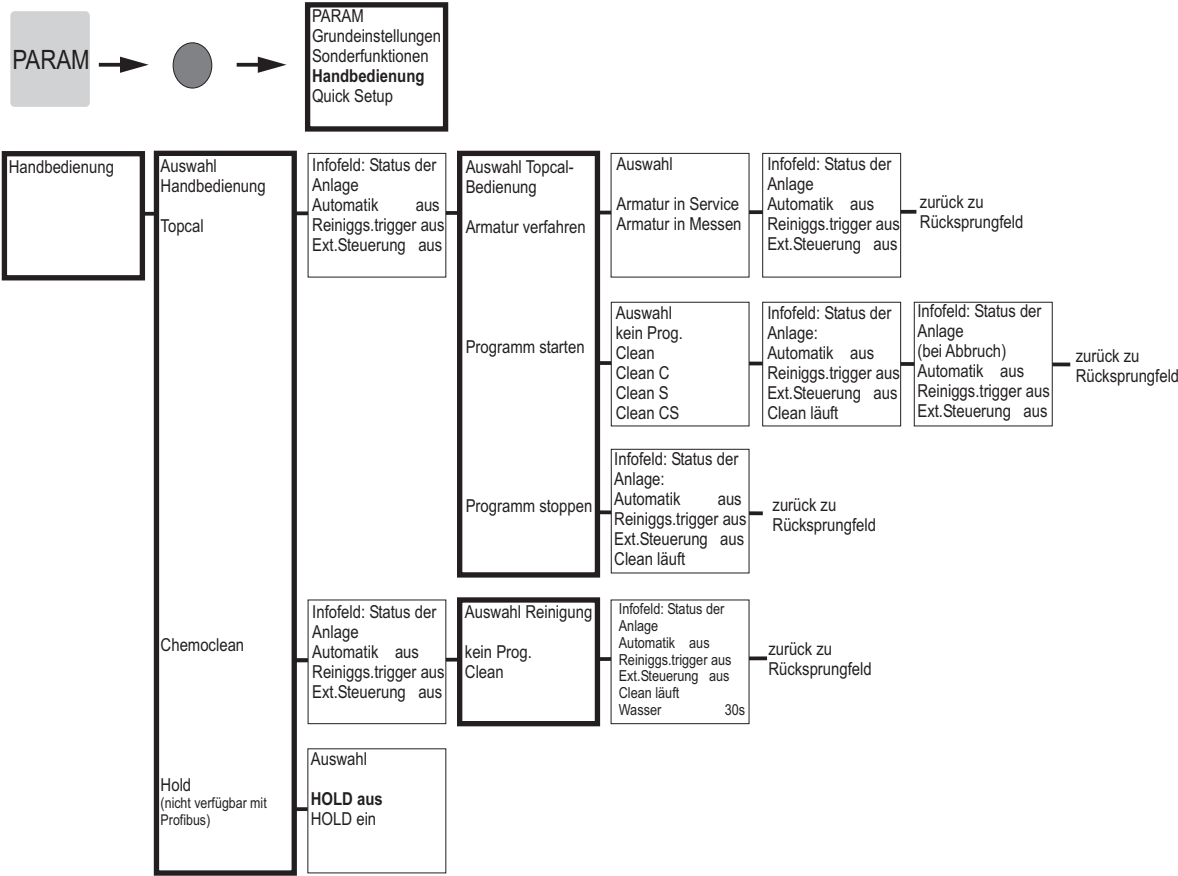 PARAM
PARAM
Grundeinstellungen
Sonderfunktionen
Handbedienung
Quick Setup
Handbedienung
Auswahl
Handbedienung
Topcal
Infofeld: Status der
Anlage
Automatik aus
Reiniggs.trigger aus
Ext.Steuerung aus
Auswahl Topcal-
Bedienung
Armatur verfahren
Auswahl
Armatur in Service
Armatur in Messen
Infofeld: Status der
Anlage
Automatik aus
Reiniggs.trigger aus
Ext.Steuerung aus
zurück zu
Rücksprungfeld
Programm starten
Auswahl
kein Prog.
Clean
Clean C
Clean S
Clean CS
Infofeld: Status der
Anlage:
Automatik aus
Reiniggs.trigger aus
Ext.Steuerung aus
Clean läuft
Infofeld: Status der
Anlage
(bei Abbruch)
Automatik aus
Reiniggs.trigger aus
Ext.Steuerung aus
zurück zu
Rücksprungfeld
Programm stoppen
Infofeld: Status der
Anlage:
Automatik aus
Reiniggs.trigger aus
Ext.Steuerung aus
Clean läuft
zurück zu
Rücksprungfeld
Chemoclean
Infofeld: Status der
Anlage
Automatik aus
Reiniggs.trigger aus
Ext.Steuerung aus
Auswahl Reinigung
kein Prog.
Clean
Infofeld: Status der
Anlage
Automatik aus
Reiniggs.trigger aus
Ext.Steuerung aus
Clean läuft
Wasser 30s
zurück zu
Rücksprungfeld
Hold
(nicht verfügbar mit
Profibus)
Auswahl
HOLD aus
HOLD ein